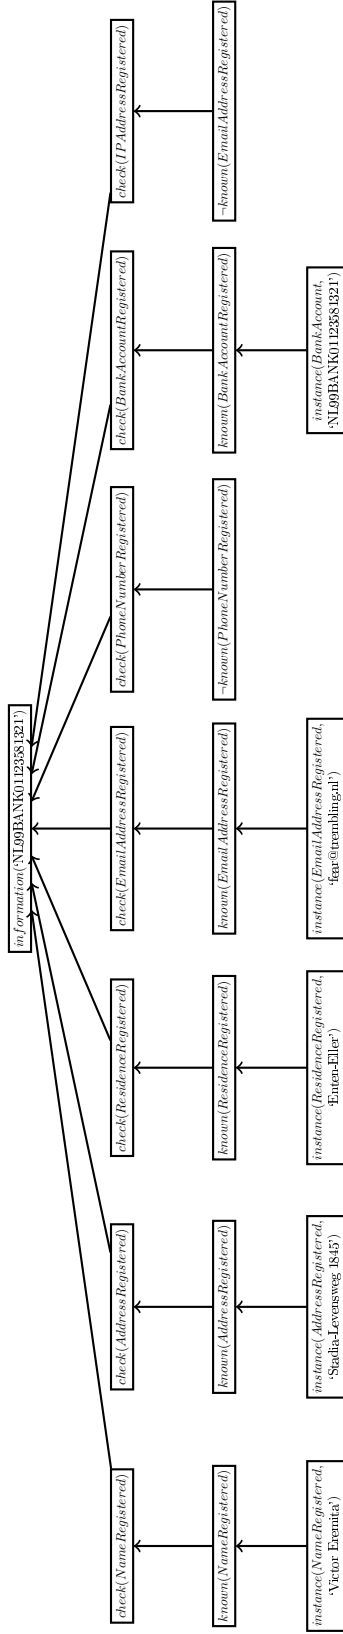 information(‘NL99BANK01123581321’)
check(NameRegistered)
check(AddressRegistered)
check(ResidenceRegistered)
check(EmailAddressRegistered)
check(PhoneNumberRegistered)
check(BankAccountRegistered)
check(IPAddressRegistered)
known(NameRegistered)
known(AddressRegistered)
known(ResidenceRegistered)
known(EmailAddressRegistered)
¬known(PhoneNumberRegistered)
known(BankAccountRegistered)
¬known(EmailAddressRegistered)
instance(NameRegistered,
‘Victor Eremita’)
instance(AddressRegistered,
‘Stadia-Levensweg 1845’)
instance(ResidenceRegistered,
‘Enten-Eller’)
instance(EmailAddressRegistered,
‘fear@trembling.nl’)
instance(BankAccount,
‘NL99BANK01123581321’)